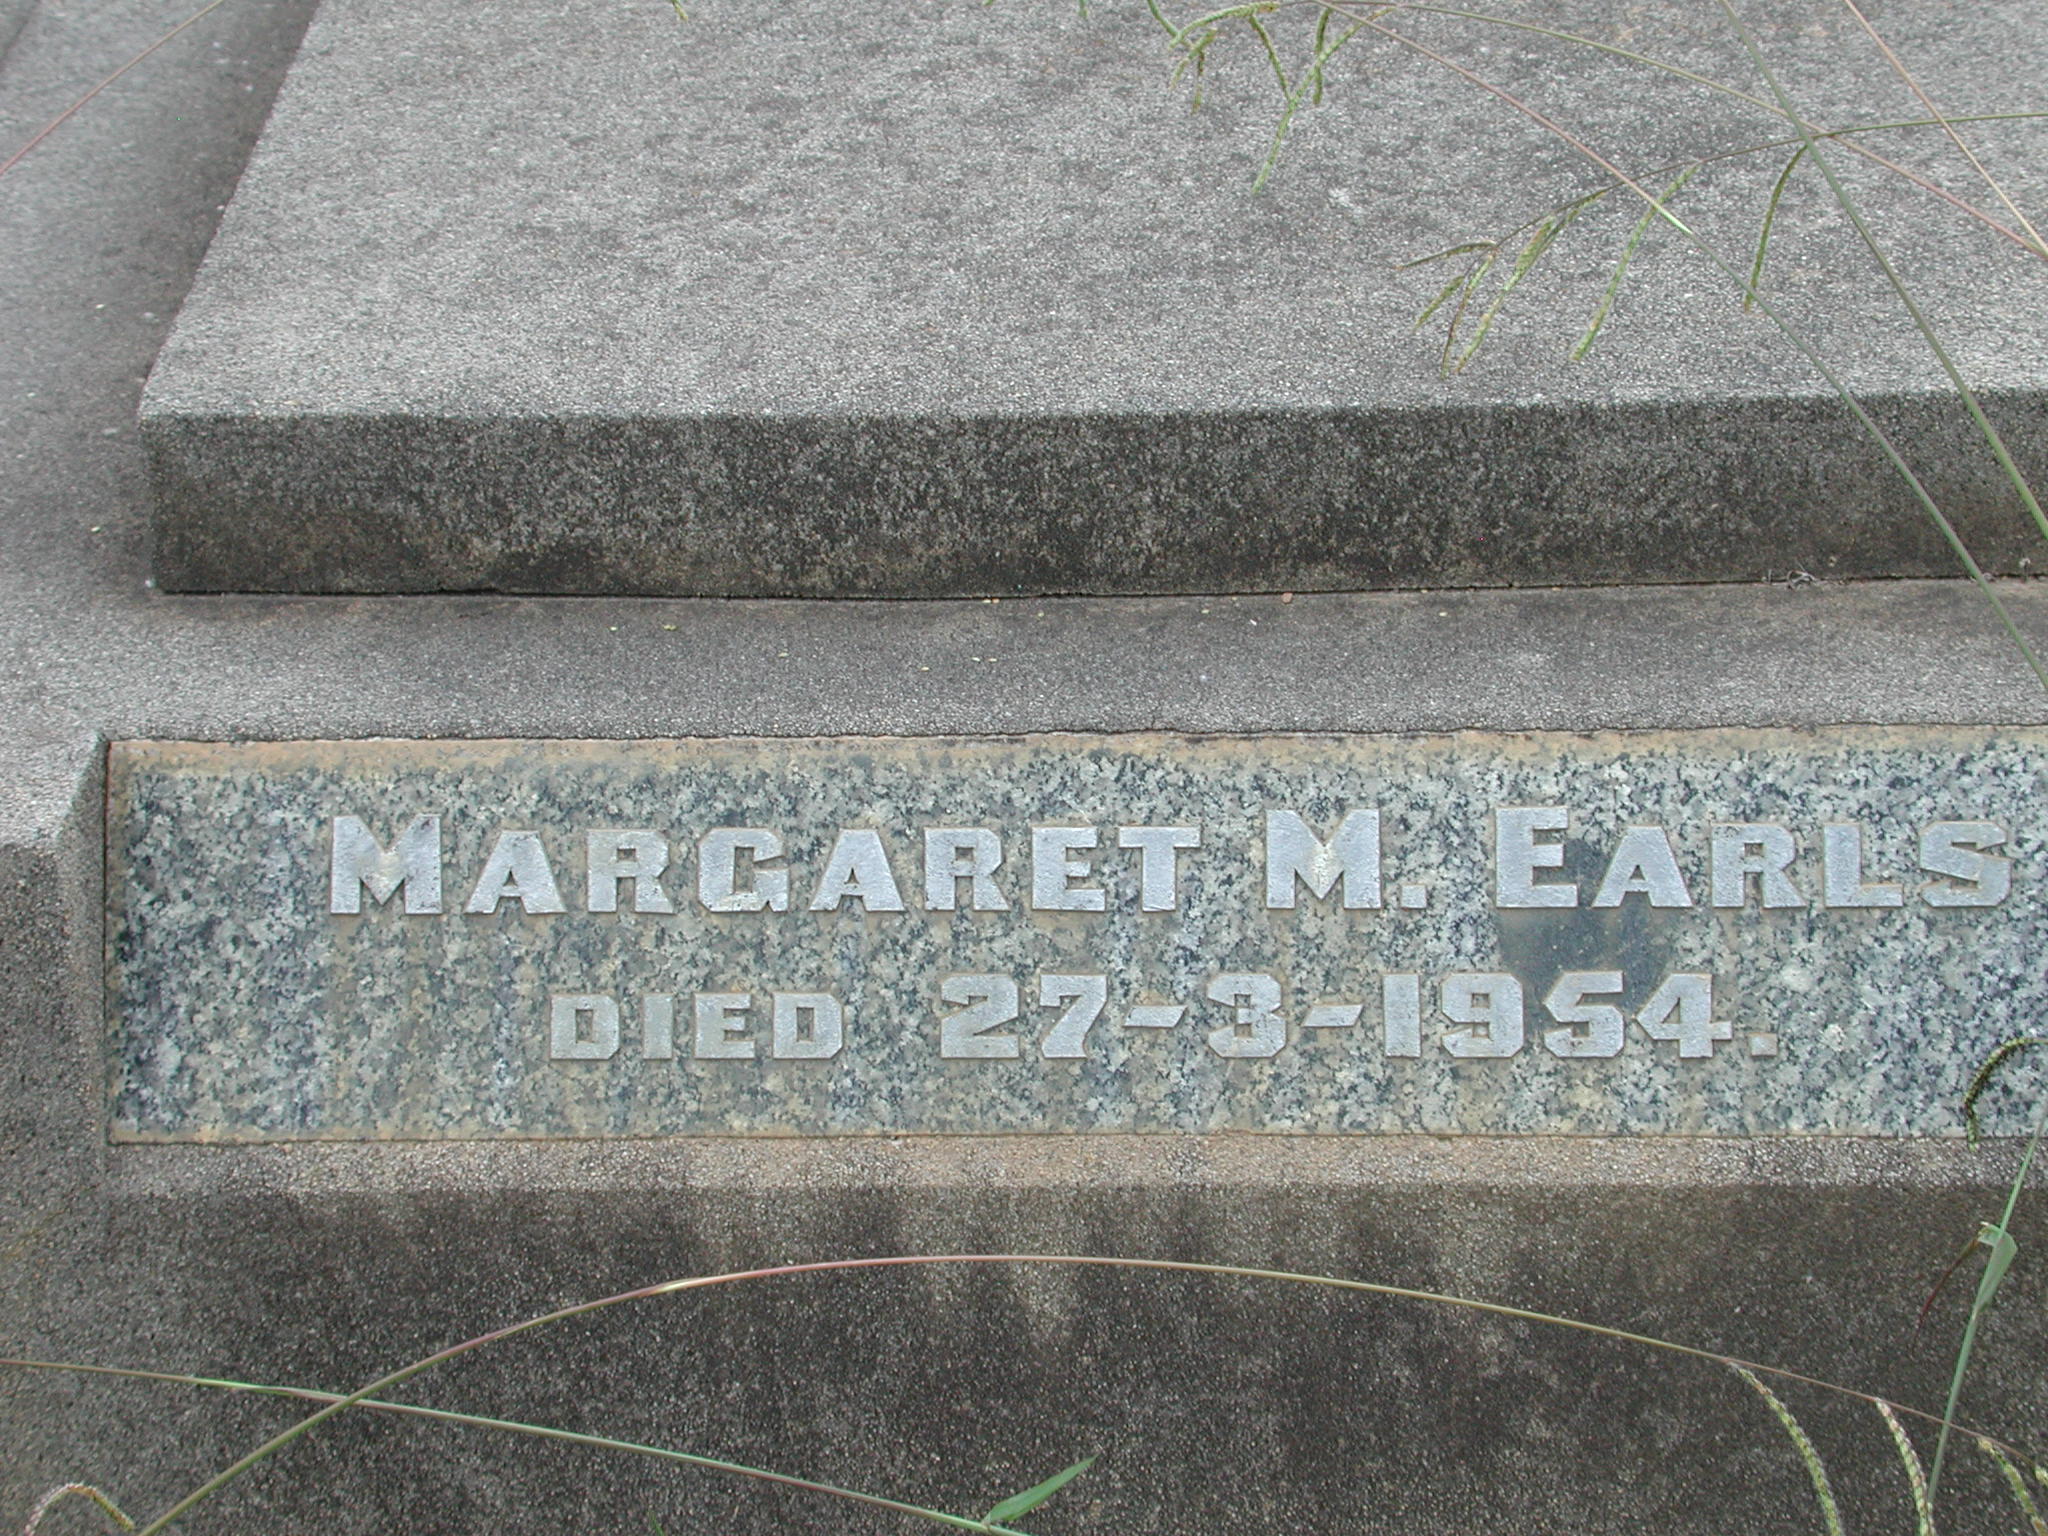 MARGARET M. EARLS
DIED 27-3-1954.